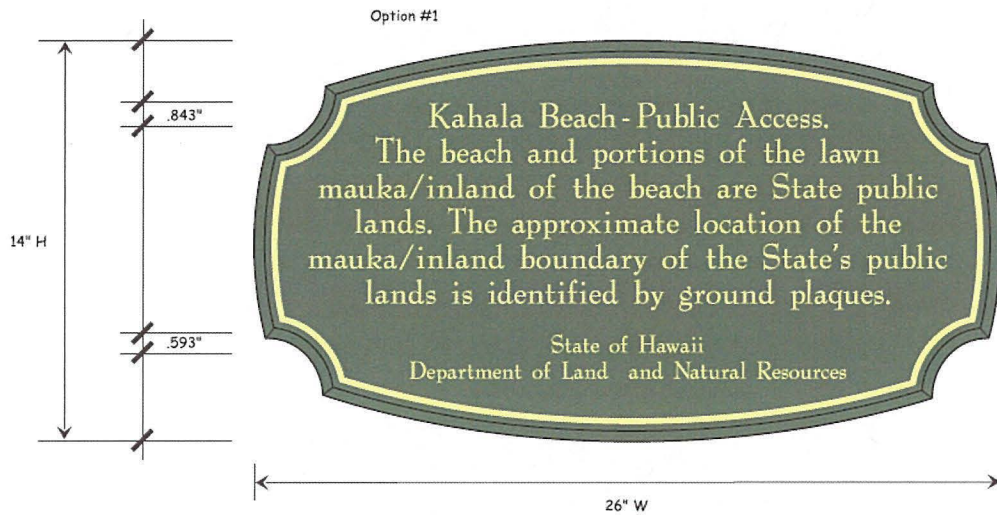 Option #1
Kahala Beach - Public Access.
The beach and portions of the lawn
mauka/inland of the beach are State public
lands. The approximate location of the
mauka/inland boundary of the State's public
lands is identified by ground plaques.
State of Hawaii
Department of Land and Natural Resources
.843"
14" H
.593"
26" W